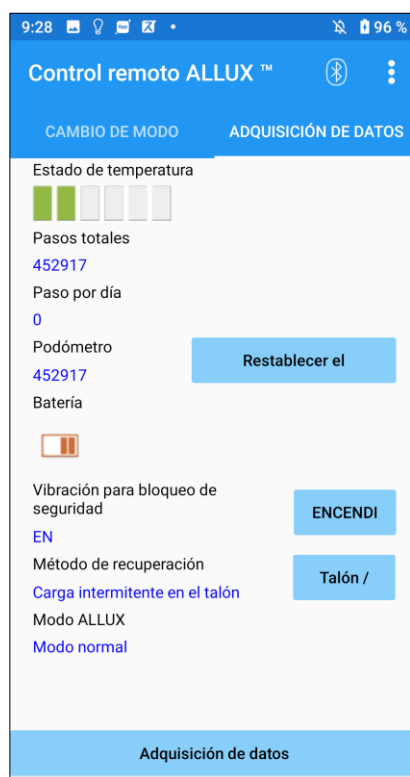 9:28 96 %
Control remoto ALLUX ™
CAMBIO DE MODO ADQUISICIÓN DE DATOS
Estado de temperatura
Pasos totales
452917
Paso por día
0
Podómetro
452917
Restablecer el
Batería
Vibración para bloqueo de
seguridad
EN
ENCENDI
Método de recuperación
Carga intermitente en el talón
Talón /
Modo ALLUX
Modo normal
Adquisición de datos